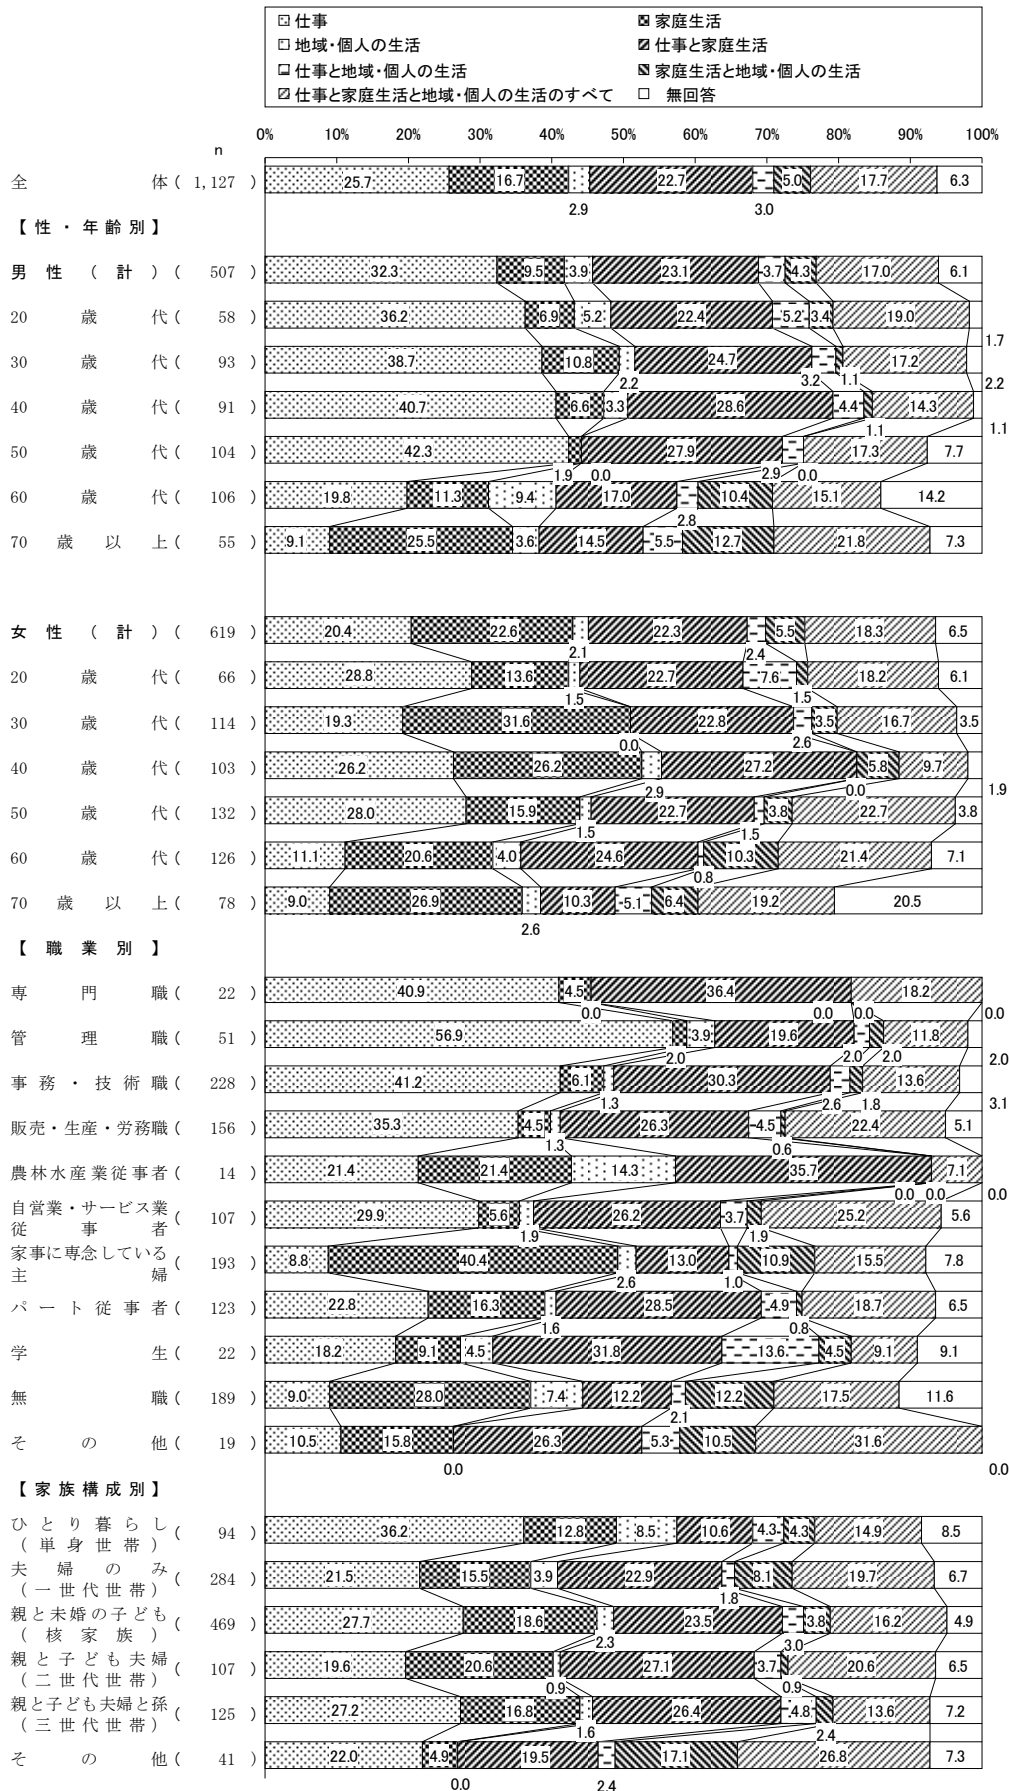 仕事 家庭生活
地域・個人の生活 仕事と家庭生活
仕事と地域・個人の生活 家庭生活と地域・個人の生活
仕事と家庭生活と地域・個人の生活のすべて 無回答
0% 10% 20% 30% 40% 50% 60% 70% 80% 90% 100%
n
全体 ( 1,127 ) 25.7 16.7 22.7 5.0 17.7 6.3
2.9 3.0
【性・年齢別】
男性(計) ( 507 ) 32.3 9.5 3.9 23.1 3.7 4.3 17.0 6.1
20歳代 ( 58 ) 36.2 6.9 5.2 22.4 5.2 3.4 19.0
1.7
30歳代 ( 93 ) 38.7 10.8 24.7 17.2
2.2 3.2 1.1 2.2
40歳代 ( 91 ) 40.7 6.6 3.3 28.6 4.4 14.3
1.1 1.1
50歳代 ( 104 ) 42.3 27.9 17.3 7.7
1.9 0.0 2.9 0.0
60歳代 ( 106 ) 19.8 11.3 9.4 17.0 10.4 15.1 14.2
2.8
70歳以上 ( 55 ) 9.1 25.5 3.6 14.5 5.5 12.7 21.8 7.3
女性(計) ( 619 ) 20.4 22.6 22.3 5.5 18.3 6.5
2.1 2.4
20歳代 ( 66 ) 28.8 13.6 22.7 7.6 18.2 6.1
1.5 1.5
30歳代 ( 114 ) 19.3 31.6 22.8 3.5 16.7 3.5
0.0 2.6
40歳代 ( 103 ) 26.2 26.2 27.2 5.8 9.7
2.9 0.0 1.9
50歳代 ( 132 ) 28.0 15.9 22.7 3.8 22.7 3.8
1.5 1.5
60歳代 ( 126 ) 11.1 20.6 4.0 24.6 10.3 21.4 7.1
0.8
70歳以上 ( 78 ) 9.0 26.9 10.3 5.1 6.4 19.2 20.5
2.6
【職業別】
専門職 ( 22 ) 40.9 4.5 36.4 18.2
0.0 0.0 0.0 0.0
管理職 ( 51 ) 56.9 3.9 19.6 11.8
2.0 2.0 2.0 2.0
事務・技術職 ( 228 ) 41.2 6.1 30.3 13.6
1.3 2.6 1.8 3.1
販売・生産・労務職 ( 156 ) 35.3 4.5 26.3 4.5 22.4 5.1
1.3 0.6
農林水産業従事者 ( 14 ) 21.4 21.4 14.3 35.7 7.1
0.0 0.0 0.0
自営業・サービス業
従事者 ( 107 ) 29.9 5.6 26.2 3.7 25.2 5.6
1.9 1.9
家事に専念している
主婦 ( 193 ) 8.8 40.4 13.0 10.9 15.5 7.8
2.6 1.0
パート従事者 ( 123 ) 22.8 16.3 28.5 4.9 18.7 6.5
1.6 0.8
学生 ( 22 ) 18.2 9.1 4.5 31.8 13.6 4.5 9.1 9.1
無職 ( 189 ) 9.0 28.0 7.4 12.2 12.2 17.5 11.6
2.1
その他 ( 19 ) 10.5 15.8 26.3 5.3 10.5 31.6
0.0 0.0
【家族構成別】
ひとり暮らし
(単身世帯) ( 94 ) 36.2 12.8 8.5 10.6 4.3 4.3 14.9 8.5
夫婦のみ
(一世代世帯) ( 284 ) 21.5 15.5 3.9 22.9 8.1 19.7 6.7
1.8
親と未婚の子ども
(核家族) ( 469 ) 27.7 18.6 23.5 3.8 16.2 4.9
2.3 3.0
親と子ども夫婦
(二世代世帯) ( 107 ) 19.6 20.6 27.1 3.7 20.6 6.5
0.9 0.9
親と子ども夫婦と孫
(三世代世帯) ( 125 ) 27.2 16.8 26.4 4.8 13.6 7.2
1.6 2.4
その他 ( 41 ) 22.0 4.9 19.5 17.1 26.8 7.3
0.0 2.4